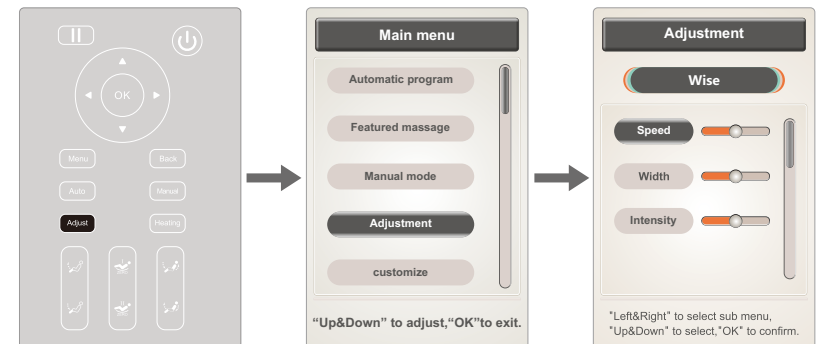 OK
Menu
Back
Auto
Manual
Adjust
Heating
Main menu
Automatic program
Featured massage
Manual mode
Adjustment
customize
“Up&Down” to adjust,“OK”to exit.
Adjustment
Wise
Speed
Width
Intensity
"Left&Right" to select sub menu,
"Up&Down" to select,"OK" to confirm.